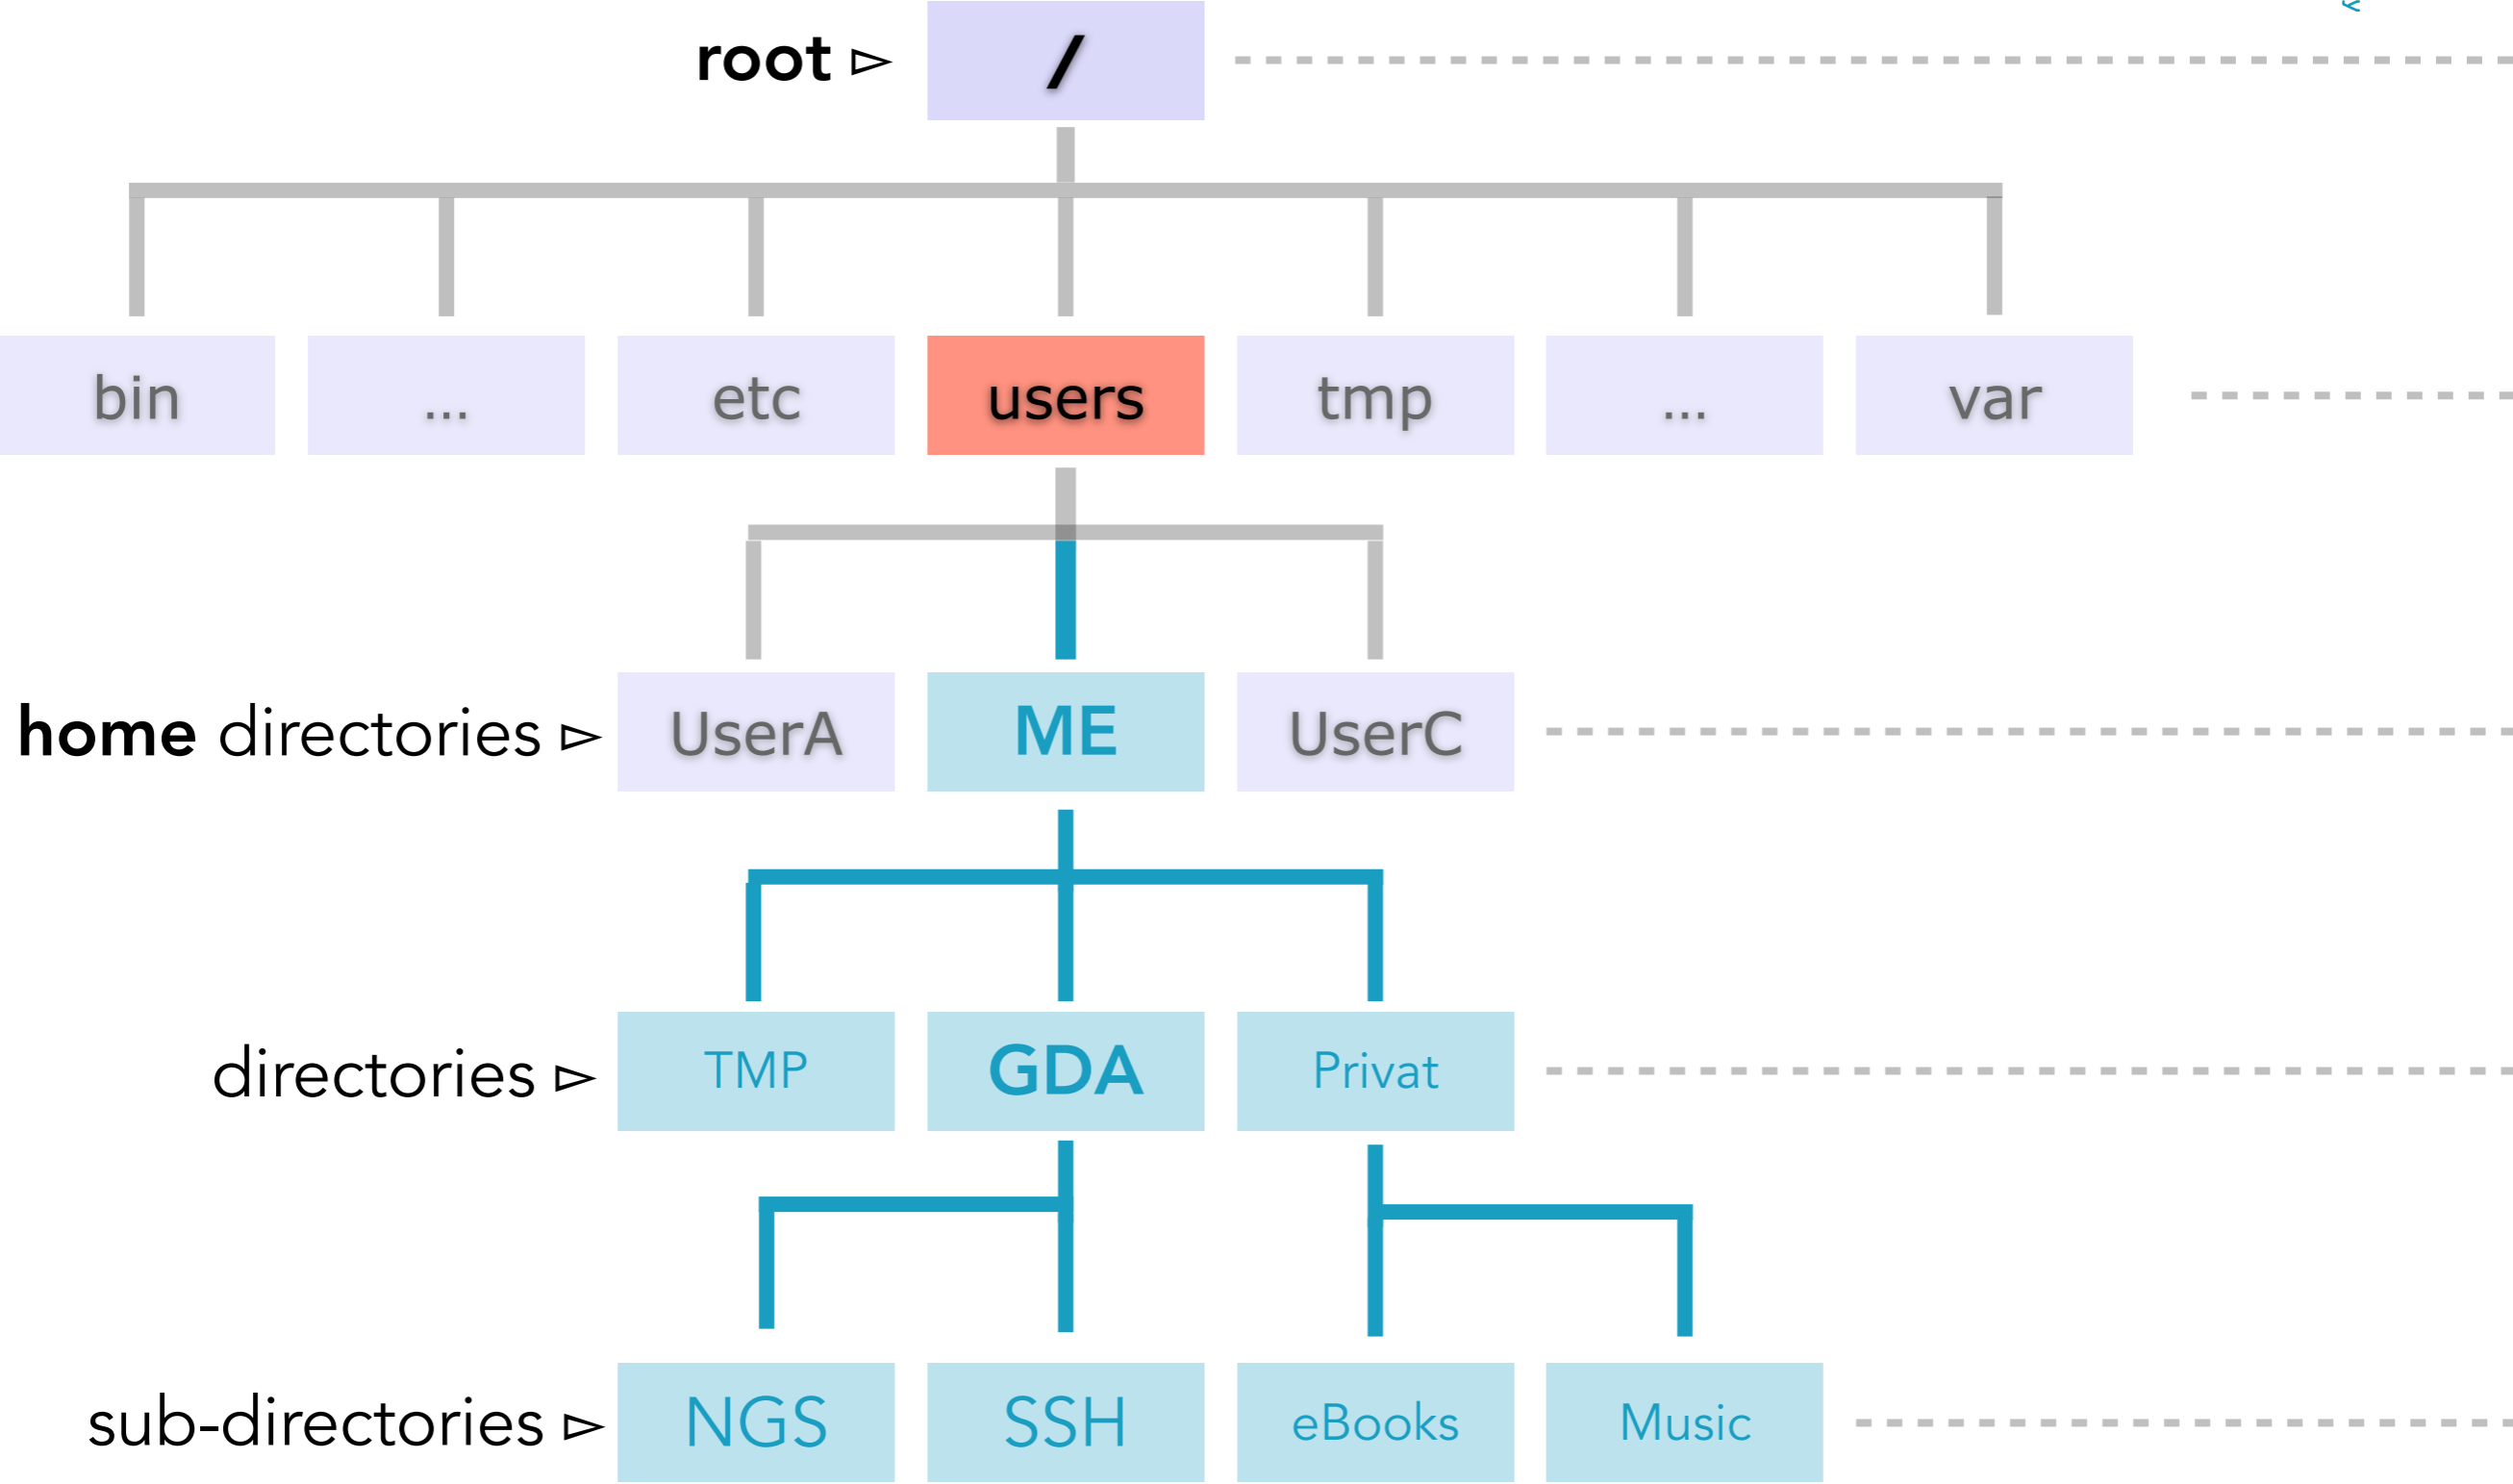 root ▻ /
bin ... etc users tmp ... var
home directories ▻ UserA ME UserC
directories ▻ TMP GDA Privat
sub-directories ▻ NGS SSH eBooks Music